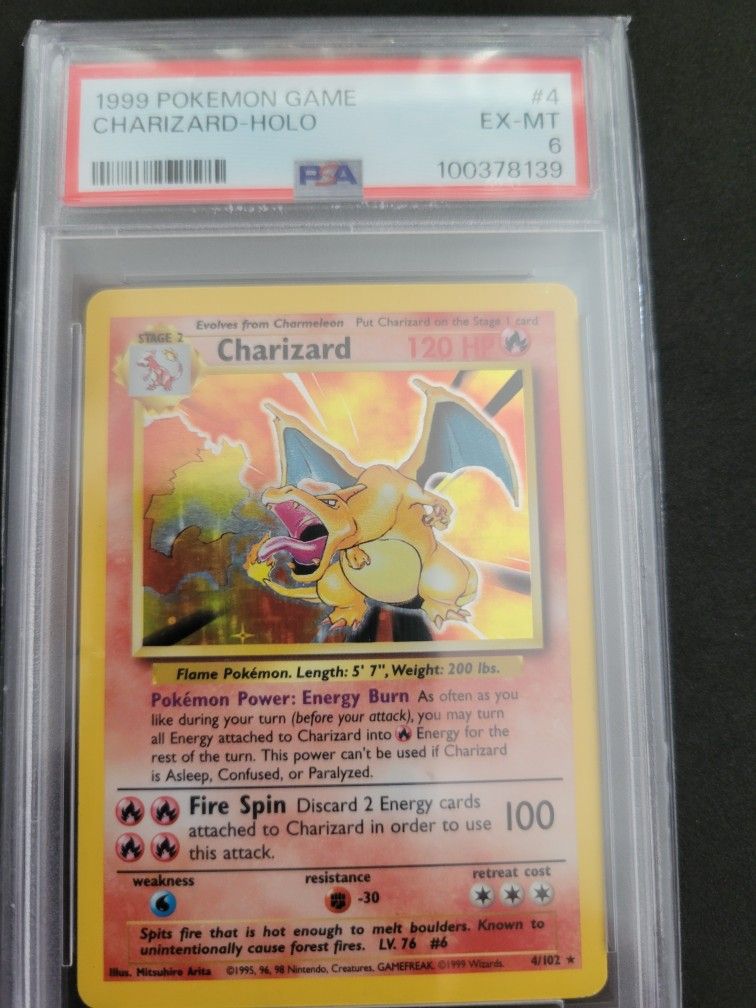 1999 POKEMON GAME #4
CHARIZARD-HOLO EX-MT
6
PSA 100378139
Evolves from Charmeleon Put Charizard on the Stage 1 card
STAGE 2
Charizard 120 HP
Flame Pokémon. Length: 5' 7", Weight: 200 lbs.
Pokémon Power: Energy Burn As often as you
like during your turn (before your attack), you may turn
all Energy attached to Charizard into Energy for the
rest of the turn. This power can't be used if Charizard
is Asleep, Confused, or Paralyzed.
Fire Spin Discard 2 Energy cards
attached to Charizard in order to use 100
this attack.
weakness resistance retreat cost
-30
Spits fire that is hot enough to melt boulders. Known to
unintentionally cause forest fires. LV. 76 #6
Illus. Mitsuhiro Arita ©1995, 96, 98 Nintendo, Creatures, GAMEFREAK. ©1999 Wizards. 4/102 ★